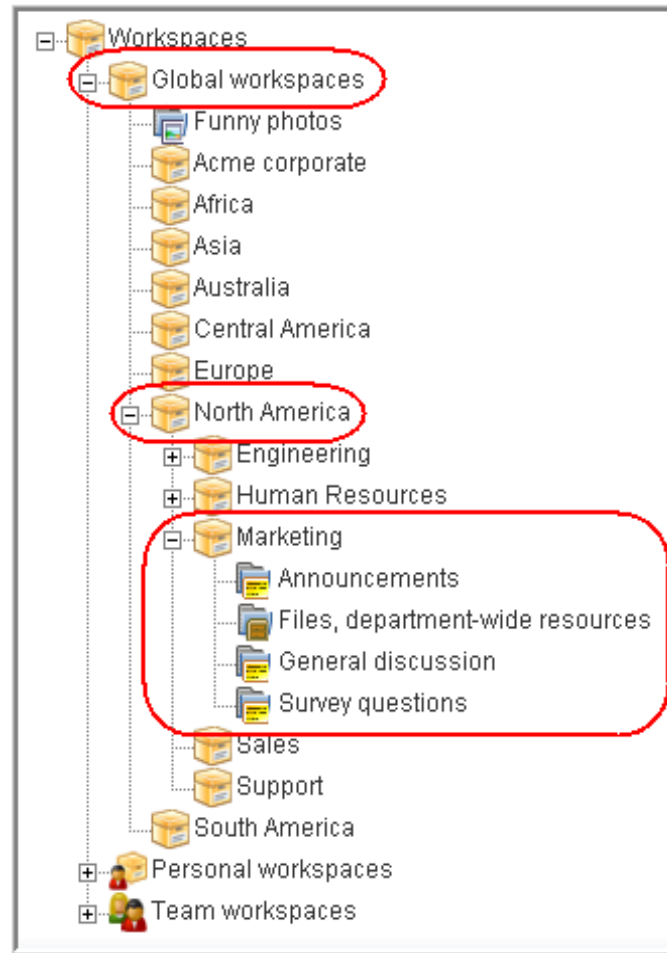 Workspaces
Global workspaces
Funny photos
Acme corporate
Africa
Asia
Australia
Central America
Europe
North America
Engineering
Human Resources
Marketing
Announcements
Files, department-wide resources
General discussion
Survey questions
Sales
Support
South America
Personal workspaces
Team workspaces